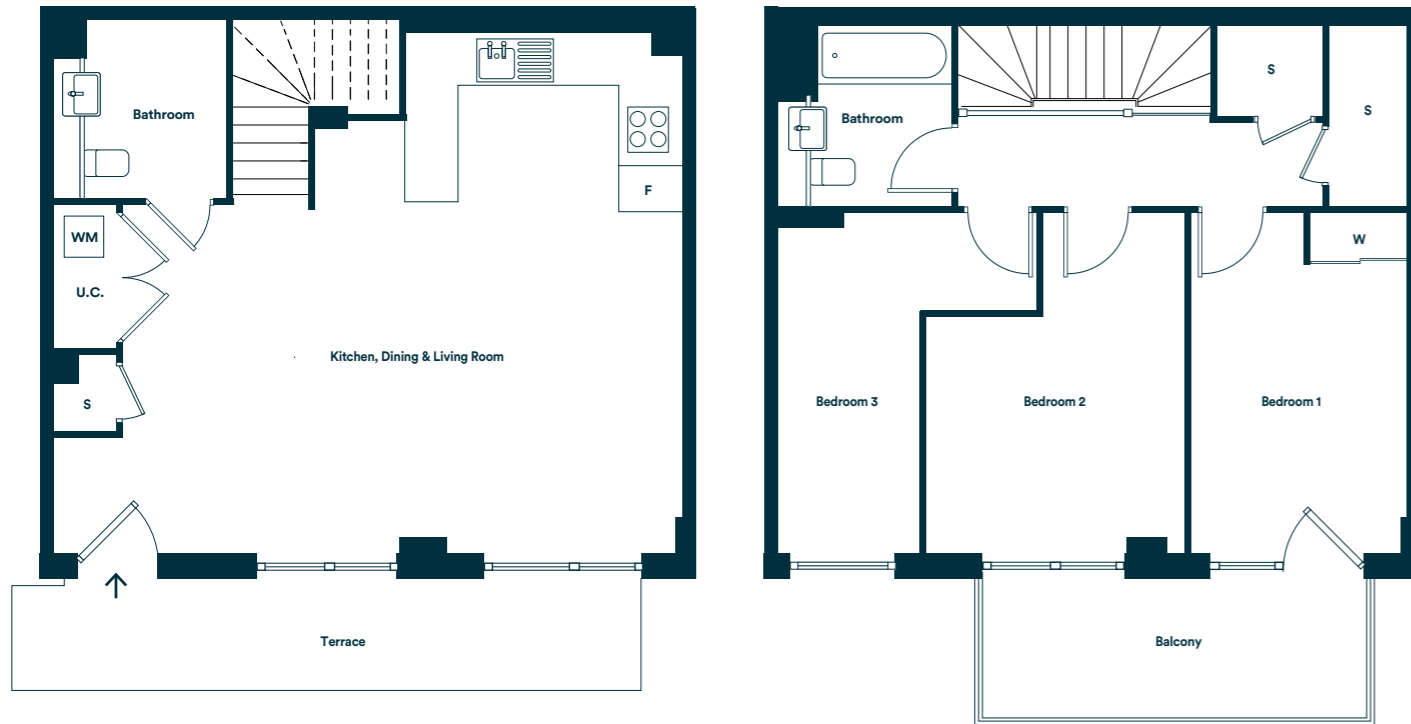 Bathroom
F
WM
U.C.
Kitchen, Dining & Living Room
S
Terrace
S
S
Bathroom
W
Bedroom 3
Bedroom 2
Bedroom 1
Balcony